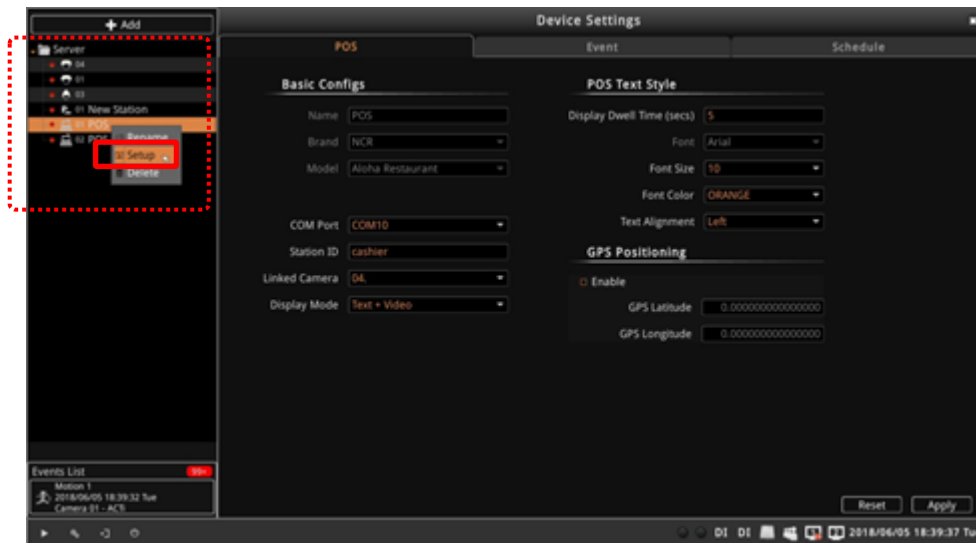 + Add
Server
04
01
03
01 New Station
01 POS
02 POS
Rename
Setup
Delete
Events List
99+
Motion 1
2018/06/05 18:39:32 Tue
Camera 01 - ACTi
Device Settings
POS
Event
Schedule
Basic Configs
Name POS
Brand NCR
Model Aloha Restaurant
COM Port COM10
Station ID cashier
Linked Camera 04,
Display Mode Text + Video
POS Text Style
Display Dwell Time (secs) 5
Font Arial
Font Size 10
Font Color ORANGE
Text Alignment Left
GPS Positioning
Enable
GPS Latitude 0.000000000000000
GPS Longitude 0.000000000000000
Reset
Apply
DI DI
2018/06/05 18:39:37 Tu